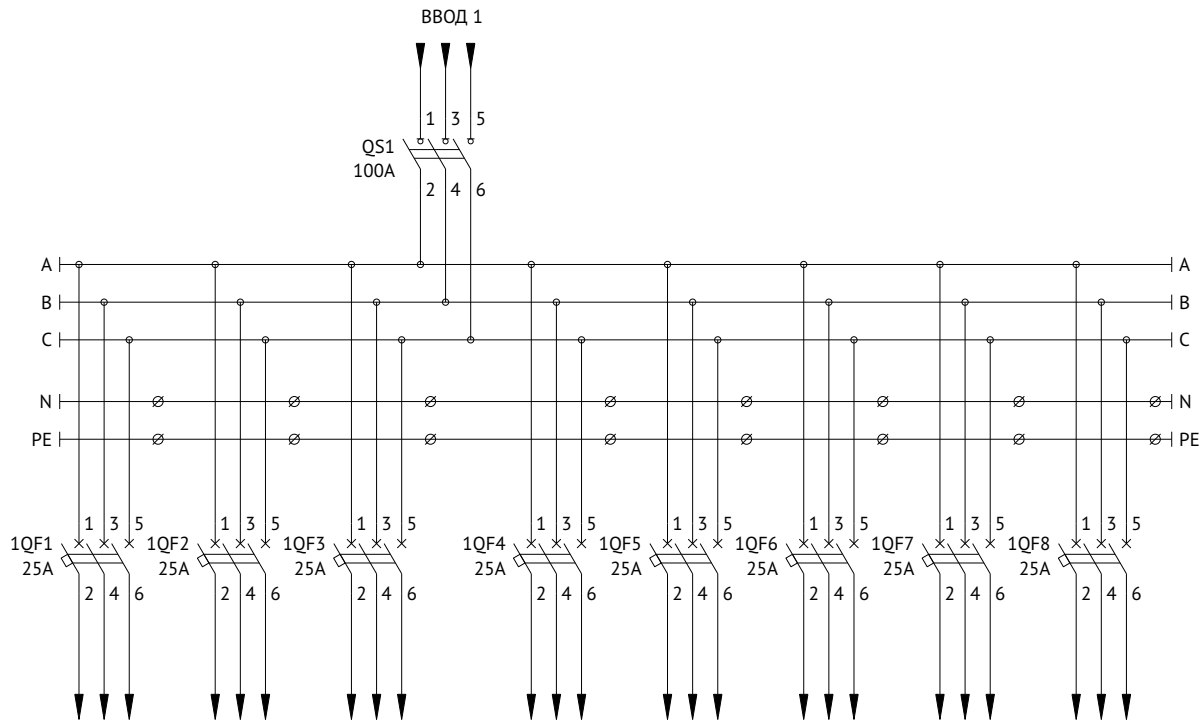 ВВОД 1
1 3 5
QS1
100A
2 4 6
A A
B B
C C
N N
PE PE
1 3 5 1 3 5 1 3 5 1 3 5 1 3 5 1 3 5 1 3 5 1 3 5
1QF1 1QF2 1QF3 1QF4 1QF5 1QF6 1QF7 1QF8
25A 25A 25A 25A 25A 25A 25A 25A
2 4 6 2 4 6 2 4 6 2 4 6 2 4 6 2 4 6 2 4 6 2 4 6